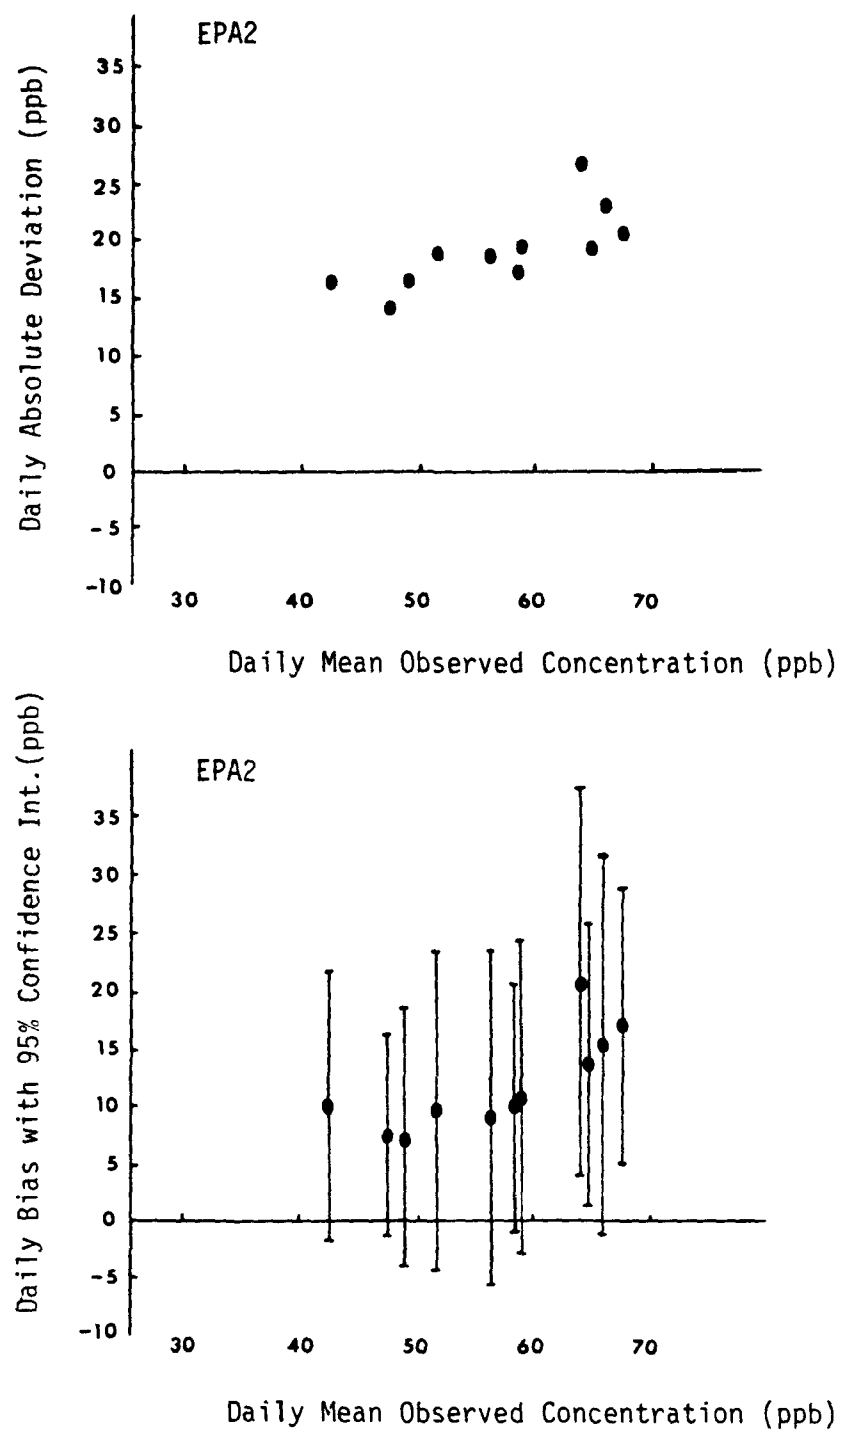 EPA2
Daily Absolute Deviation (ppb)
35
30
25
20
15
10
5
0
-5
-10
30 40 50 60 70
Daily Mean Observed Concentration (ppb)
EPA2
Daily Bias with 95% Confidence Int.(ppb)
35
30
25
20
15
10
5
0
-5
-10
30 40 50 60 70
Daily Mean Observed Concentration (ppb)